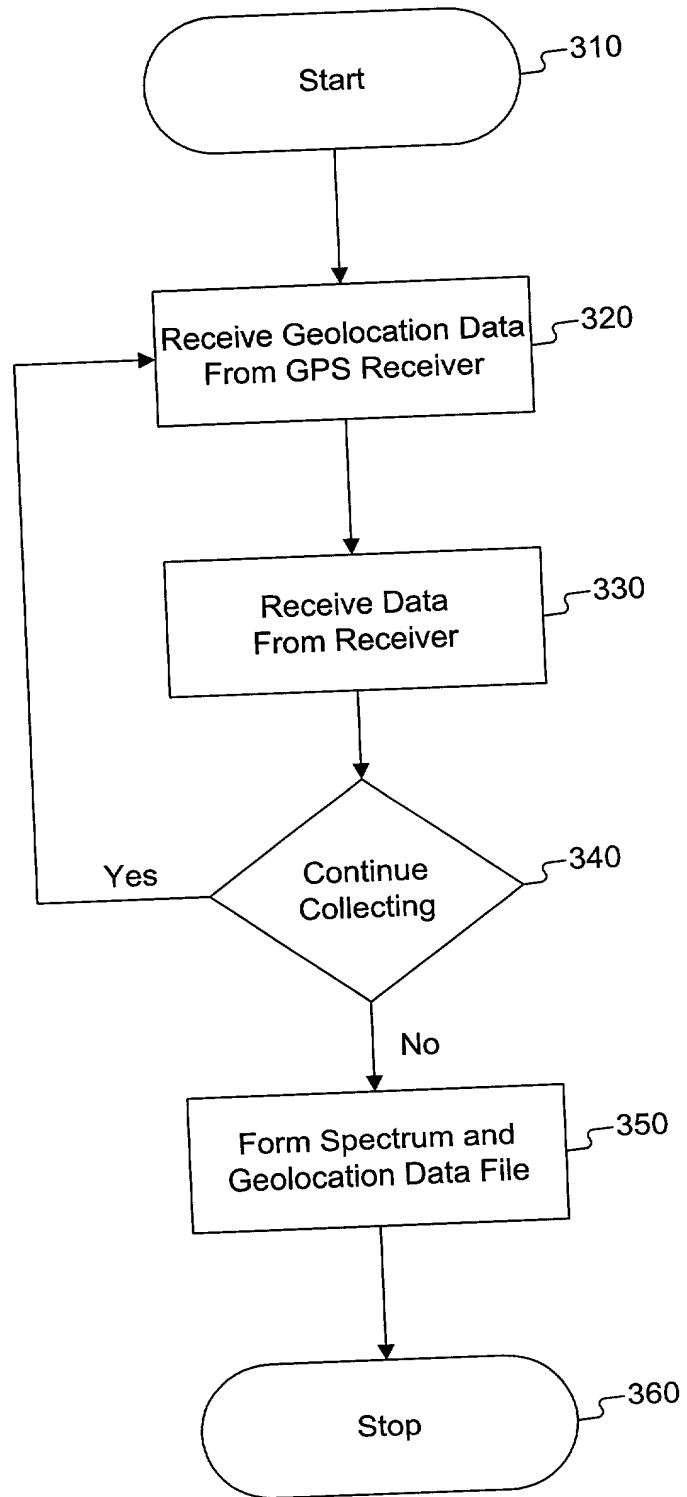 Start
310
Receive Geolocation Data
From GPS Receiver
320
Receive Data
From Receiver
330
Continue
Collecting
340
Yes
No
Form Spectrum and
Geolocation Data File
350
Stop
360